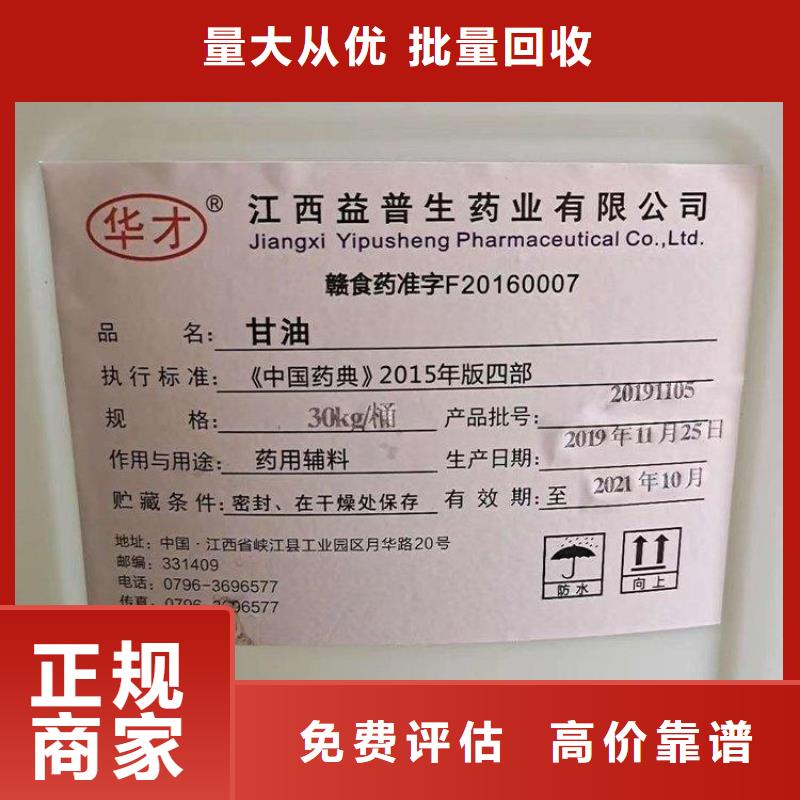 量大从优 批量回收
华才®
江西益普生药业有限公司
Jiangxi Yipusheng Pharmaceutical Co.,Ltd.
赣食药准字F20160007
品 名: 甘油
执行标准: 《中国药典》2015年版四部
规 格: 30kg/桶 产品批号: 20191105
作用与用途: 药用辅料 生产日期: 2019年11月25日
贮藏条件: 密封、在干燥处保存 有效期: 至 2021年10月
地址: 中国·江西省峡江县工业园区月华路20号
邮编: 331409
电话: 0796-3696577
传真: 0796-3696577
防水 向上
正规
商家
免费评估 高价靠谱